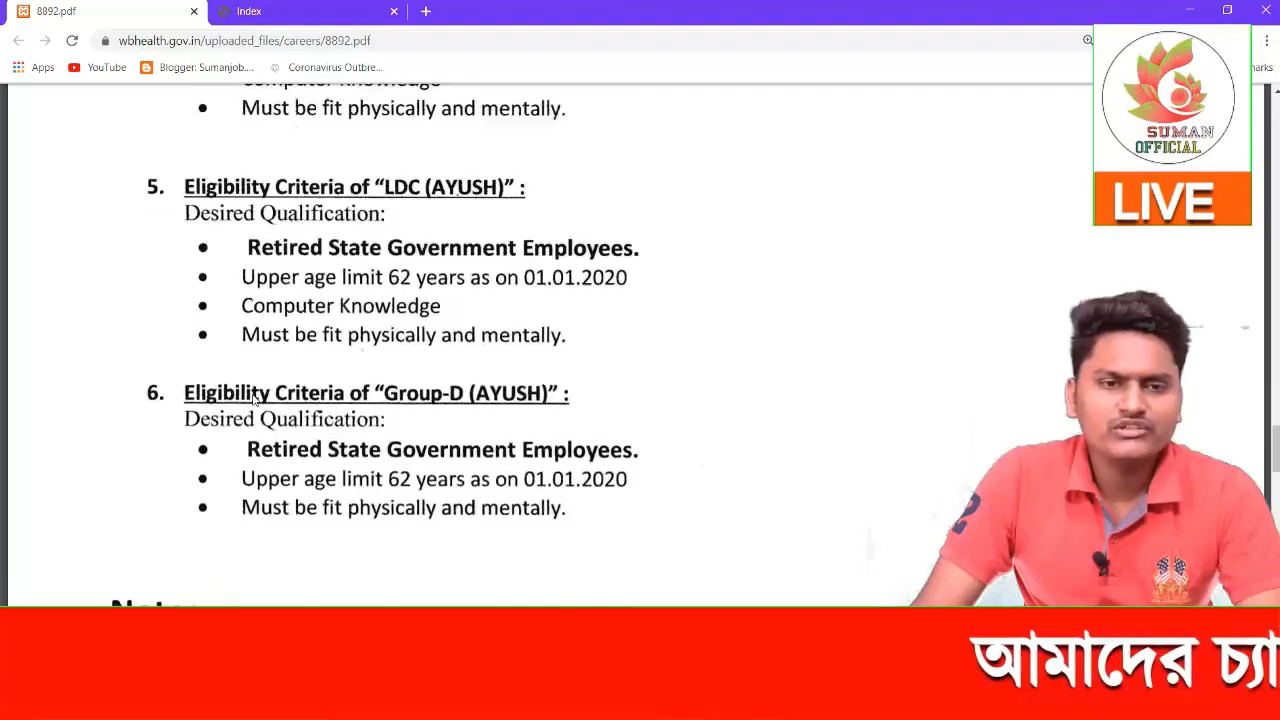 8892.pdf
Index
wbhealth.gov.in/uploaded_files/careers/8892.pdf
Apps
YouTube
Blogger: Sumanjob....
Coronavirus Outbre...
marks
Computer Knowledge
• Must be fit physically and mentally.
SUMAN
OFFICIAL
LIVE
5. Eligibility Criteria of “LDC (AYUSH)” :
Desired Qualification:
• Retired State Government Employees.
• Upper age limit 62 years as on 01.01.2020
• Computer Knowledge
• Must be fit physically and mentally.
6. Eligibility Criteria of “Group-D (AYUSH)” :
Desired Qualification:
• Retired State Government Employees.
• Upper age limit 62 years as on 01.01.2020
• Must be fit physically and mentally.
আমাদের চ্যা